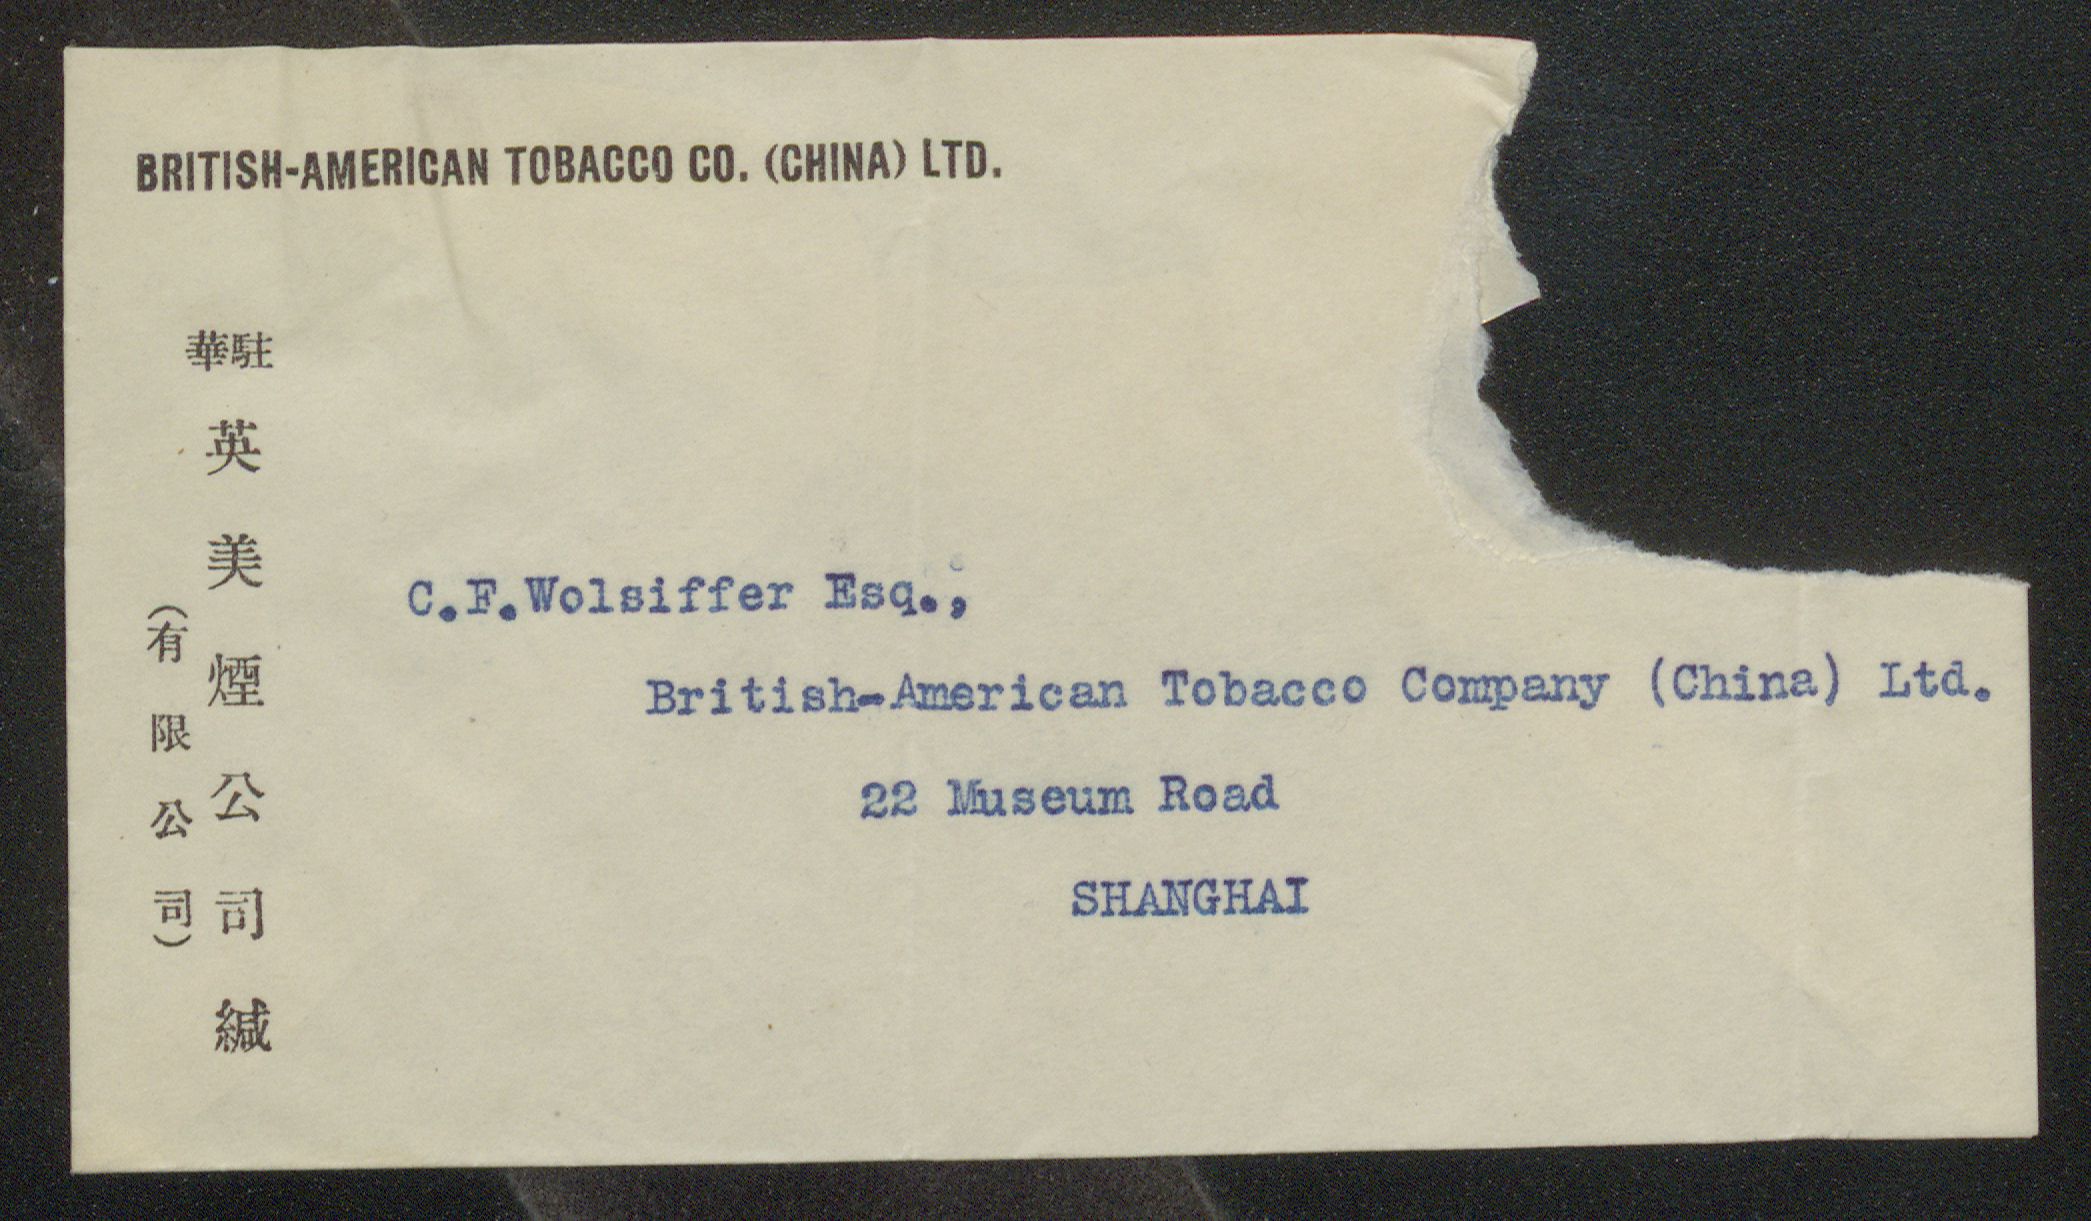 BRITISH-AMERICAN TOBACCO CO. (CHINA) LTD.
駐華
英美煙公司緘
(有限公司)
C.F.Wolsiffer Esq.,
British-American Tobacco Company (China) Ltd.
22 Museum Road
SHANGHAI